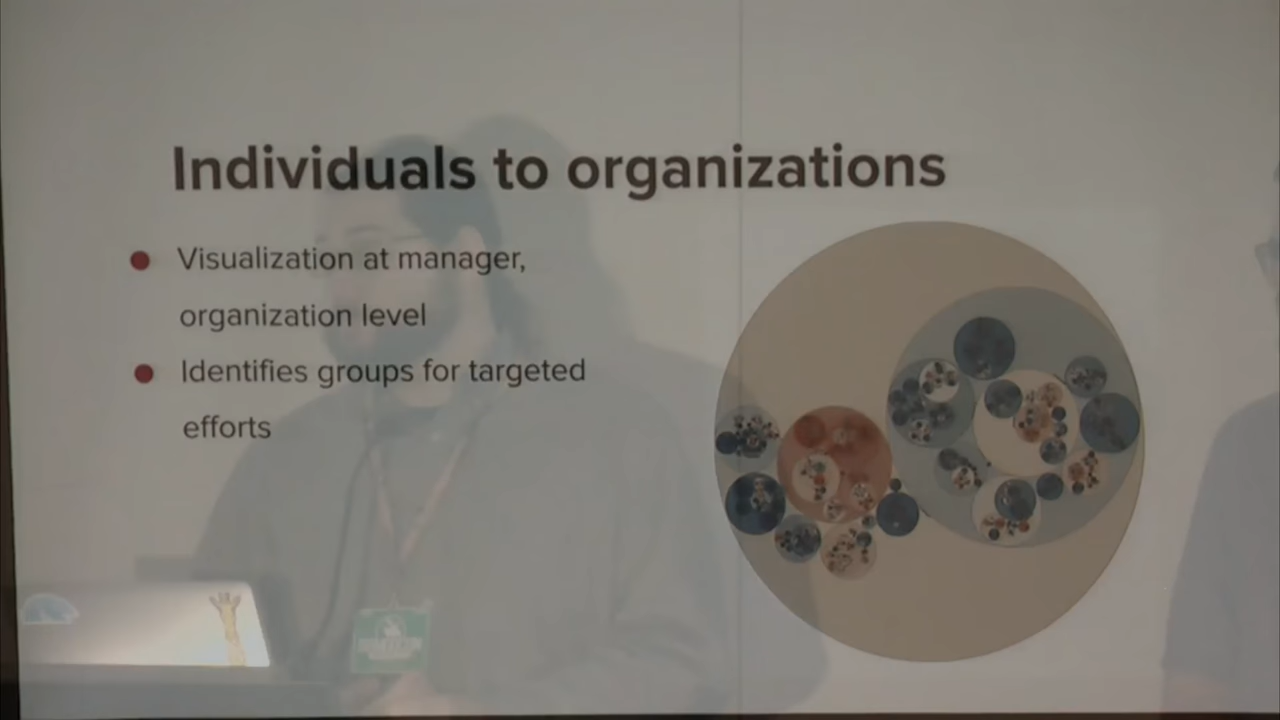 Individuals to organizations
Visualization at manager,
organization level
Identifies groups for targeted
efforts